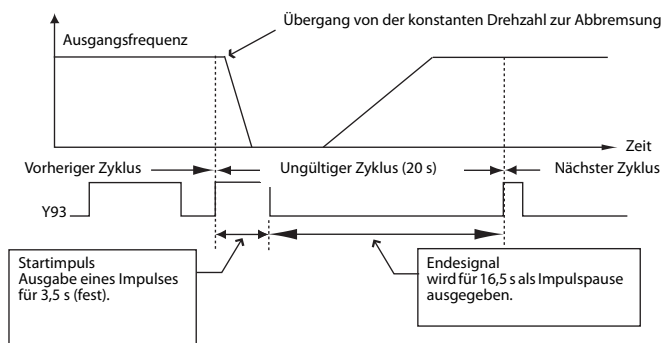 Übergang von der konstanten Drehzahl zur Abbremsung
Ausgangsfrequenz
Zeit
Vorheriger Zyklus
Ungültiger Zyklus (20 s)
Nächster Zyklus
Y93
Startimpuls
Ausgabe eines Impulses
für 3,5 s (fest).
Endesignal
wird für 16,5 s als Impulspause
ausgegeben.